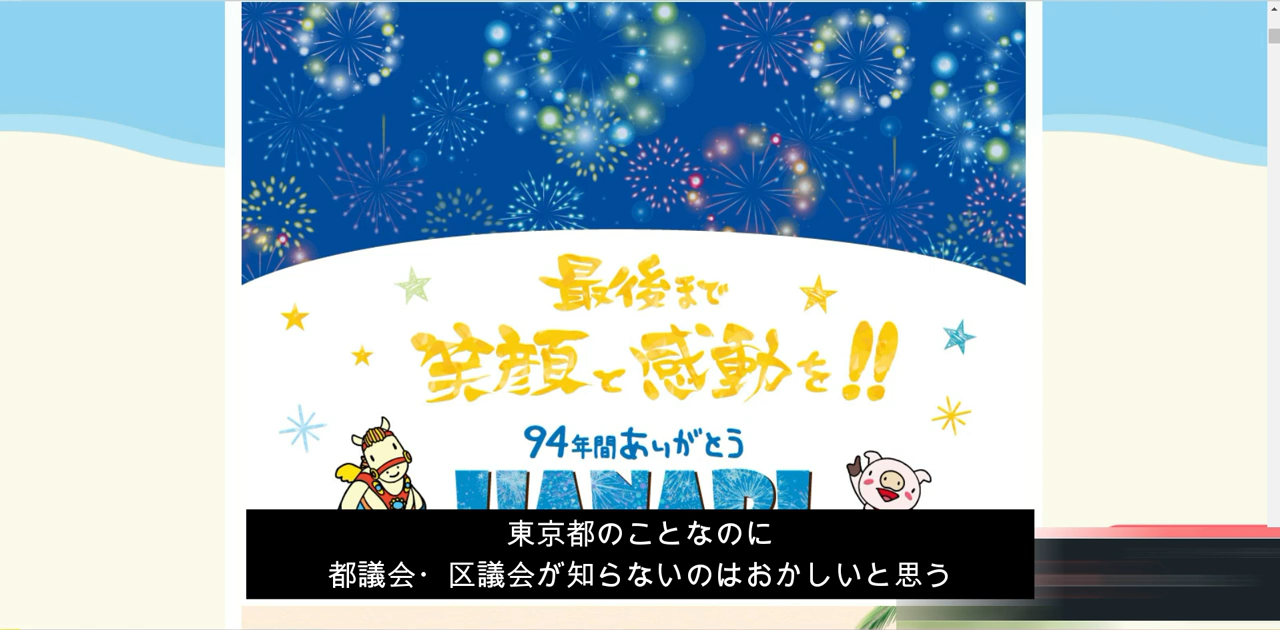 最後まで
笑顔と感動を!!
94年間ありがとう
HANABI
東京都のことなのに
都議会・区議会が知らないのはおかしいと思う